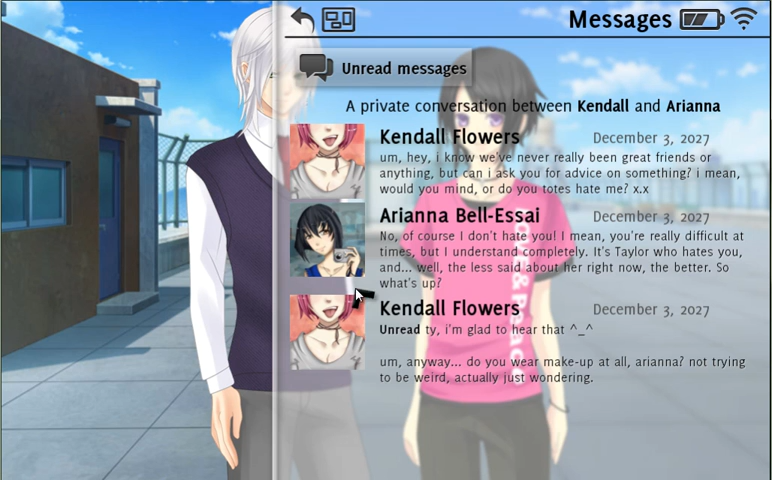 Messages
Unread messages
A private conversation between Kendall and Arianna
Kendall Flowers December 3, 2027
um, hey, i know we've never really been great friends or
anything, but can i ask you for advice on something? i mean,
would you mind, or do you totes hate me? x.x
Arianna Bell-Essai December 3, 2027
No, of course I don't hate you! I mean, you're really difficult at
times, but I understand completely. It's Taylor who hates you,
and... well, the less said about her right now, the better. So
what's up?
Kendall Flowers December 3, 2027
Unread ty, i'm glad to hear that ^_^
um, anyway... do you wear make-up at all, arianna? not trying
to be weird, actually just wondering.
LOVE & PEACE